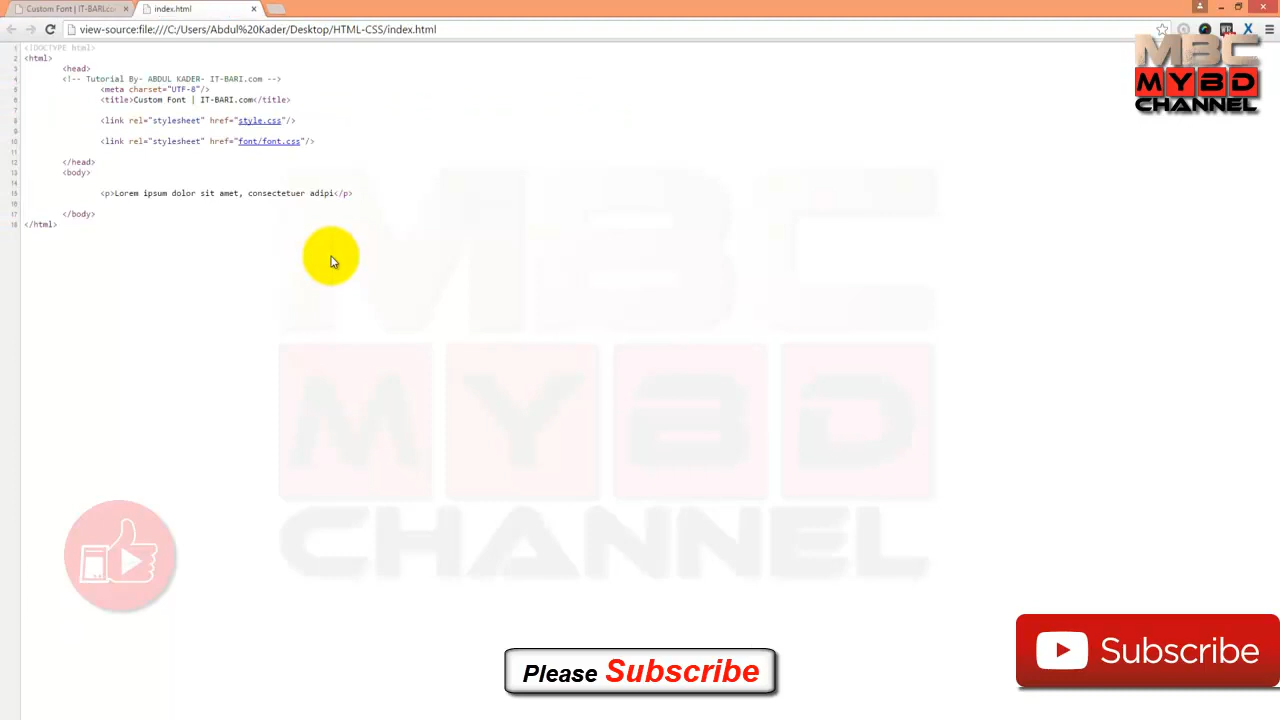 Custom Font | IT-BARI.co
index.html
view-source:file:///C:/Users/Abdul%20Kader/Desktop/HTML-CSS/index.html
1 <!DOCTYPE html>
2 <html>
3 <head>
4 <!-- Tutorial By- ABDUL KADER- IT-BARI.com -->
5 <meta charset="UTF-8"/>
6 <title>Custom Font | IT-BARI.com</title>
7
8 <link rel="stylesheet" href="style.css"/>
9
10 <link rel="stylesheet" href="font/font.css"/>
11
12 </head>
13 <body>
14
15 <p>Lorem ipsum dolor sit amet, consectetuer adipi</p>
16
17 </body>
18 </html>
MBC
MYBD
CHANNEL
MBC
MYBD
CHANNEL
Please Subscribe
Subscribe